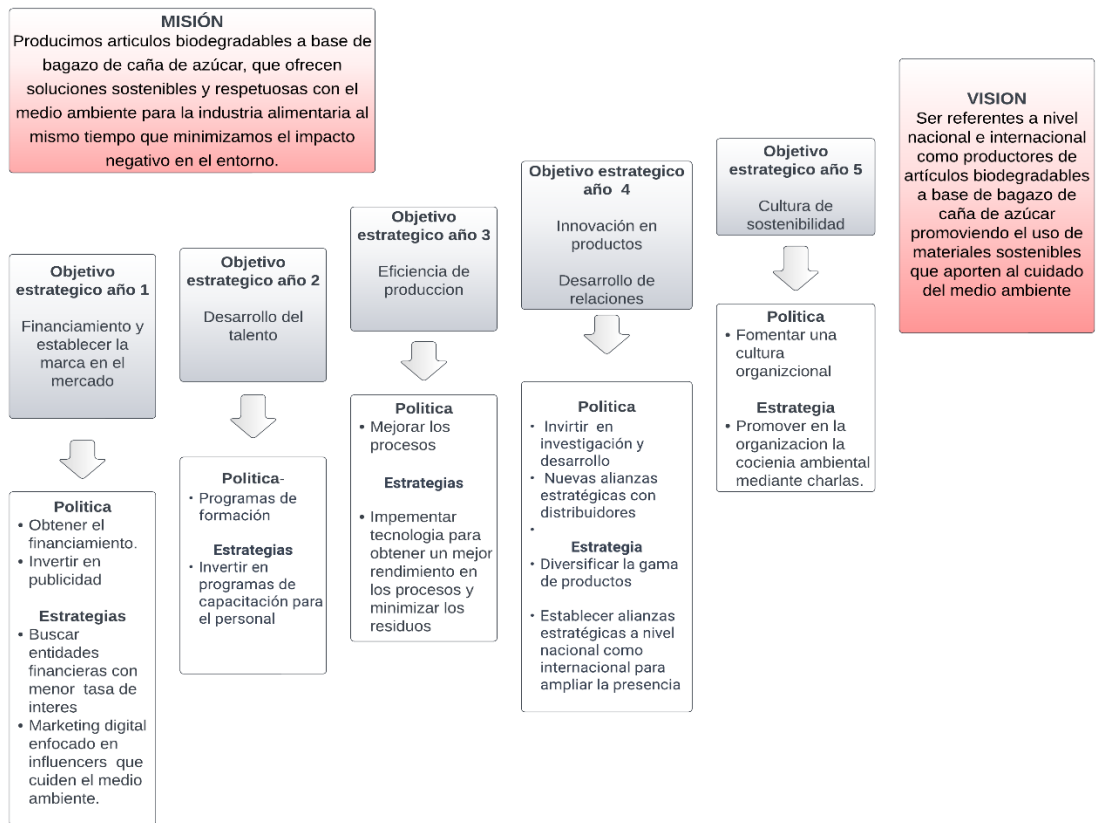 MISIÓN
Producimos articulos biodegradables a base de
bagazo de caña de azúcar, que ofrecen
soluciones sostenibles y respetuosas con el
medio ambiente para la industria alimentaria al
mismo tiempo que minimizamos el impacto
negativo en el entorno.
VISION
Ser referentes a nivel
nacional e internacional
como productores de
artículos biodegradables
a base de bagazo de
caña de azúcar
promoviendo el uso de
materiales sostenibles
que aporten al cuidado
del medio ambiente
Objetivo
estrategico año 1
Financiamiento y
establecer la
marca en el
mercado
Politica
• Obtener el
financiamiento.
• Invertir en
publicidad
Estrategias
• Buscar
entidades
financieras con
menor tasa de
interes
• Marketing digital
enfocado en
influencers que
cuiden el medio
ambiente.
Objetivo
estrategico año 2
Desarrollo del
talento
Politica-
• Programas de
formación
Estrategias
• Invertir en
programas de
capacitación para
el personal
Objetivo
estrategico año 3
Eficiencia de
produccion
Politica
• Mejorar los
procesos
Estrategias
• Impementar
tecnologia para
obtener un mejor
rendimiento en
los procesos y
minimizar los
residuos
Objetivo estrategico
año 4
Innovación en
productos
Desarrollo de
relaciones
Politica
• Invirtir en
investigación y
desarrollo
• Nuevas alianzas
estratégicas con
distribuidores
•
Estrategia
• Diversificar la gama
de productos
• Establecer alianzas
estratégicas a nivel
nacional como
internacional para
ampliar la presencia
Objetivo
estrategico año 5
Cultura de
sostenibilidad
Politica
• Fomentar una
cultura
organizcional
Estrategia
• Promover en la
organizacion la
cocienia ambiental
mediante charlas.